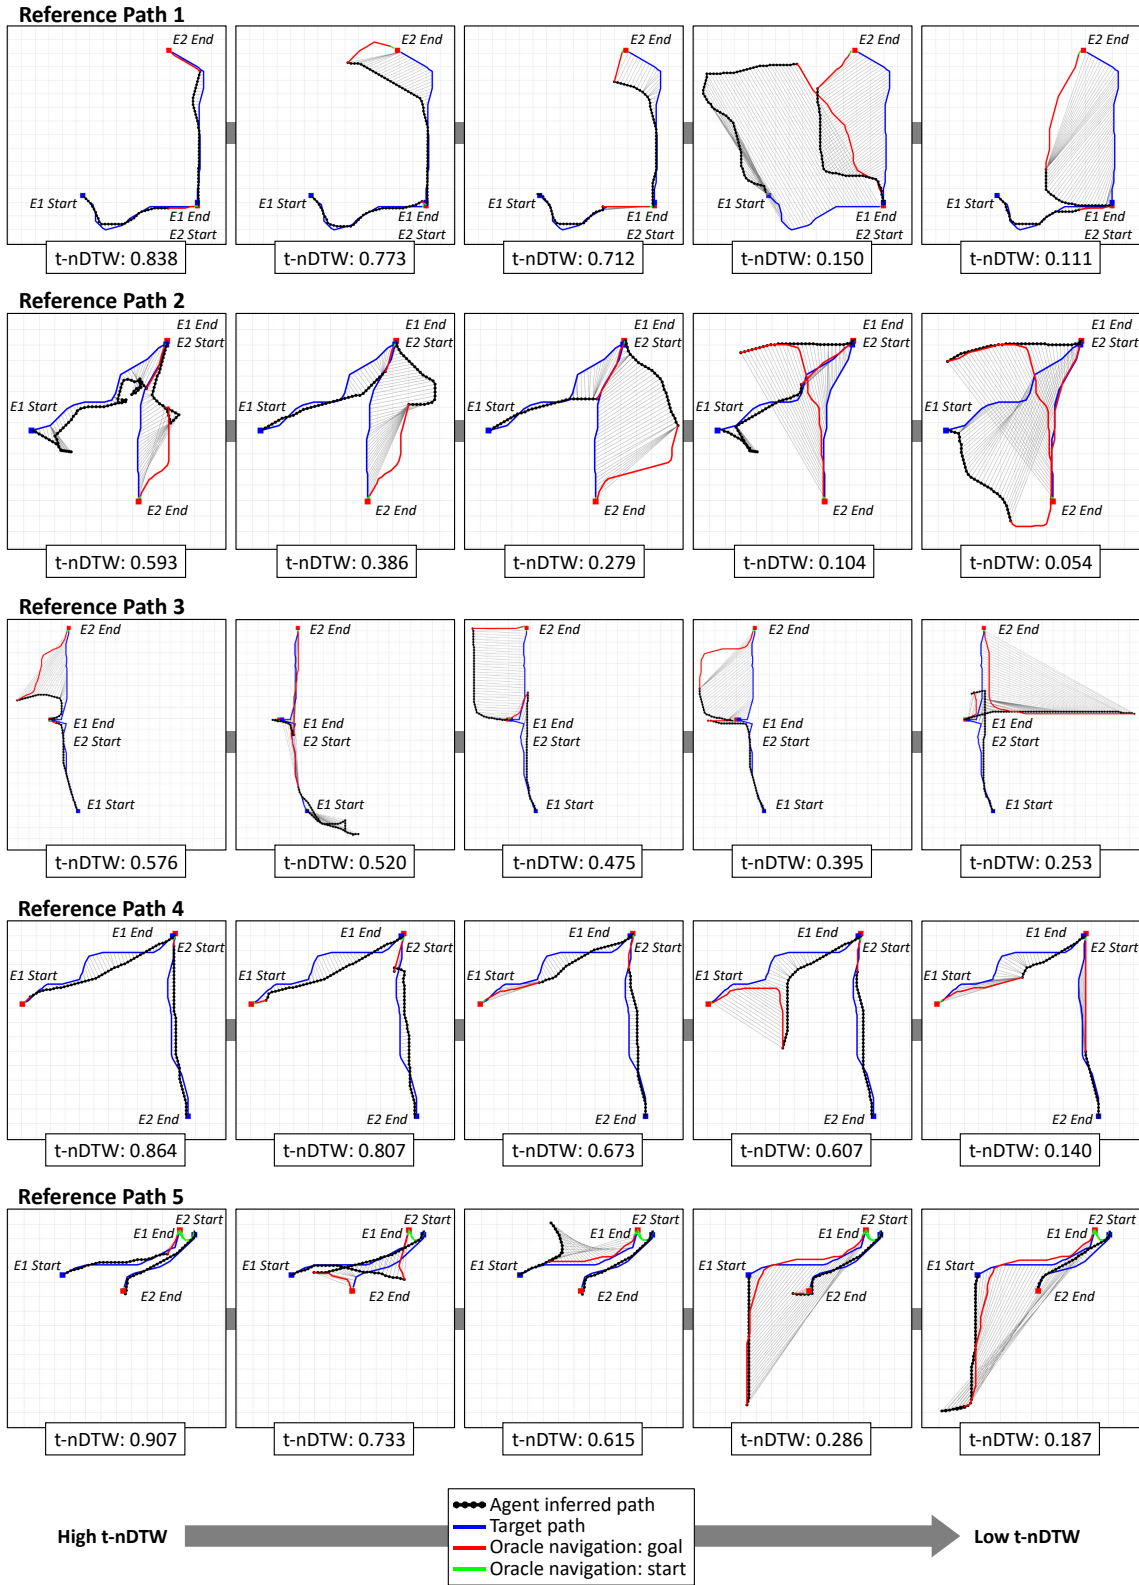 Reference Path 1
E2 End
E1 Start
E1 End
E2 Start
t-nDTW: 0.838
E2 End
E1 Start
E1 End
E2 Start
t-nDTW: 0.773
E2 End
E1 Start
E1 End
E2 Start
t-nDTW: 0.712
E2 End
E1 Start
E1 End
E2 Start
t-nDTW: 0.150
E2 End
E1 Start
E1 End
E2 Start
t-nDTW: 0.111
Reference Path 2
E1 End
E2 Start
E1 Start
E2 End
t-nDTW: 0.593
E1 End
E2 Start
E1 Start
E2 End
t-nDTW: 0.386
E1 End
E2 Start
E1 Start
E2 End
t-nDTW: 0.279
E1 End
E2 Start
E1 Start
E2 End
t-nDTW: 0.104
E1 End
E2 Start
E1 Start
E2 End
t-nDTW: 0.054
Reference Path 3
E2 End
E1 End
E2 Start
E1 Start
t-nDTW: 0.576
E2 End
E1 End
E2 Start
E1 Start
t-nDTW: 0.520
E2 End
E1 End
E2 Start
E1 Start
t-nDTW: 0.475
E2 End
E1 End
E2 Start
E1 Start
t-nDTW: 0.395
E2 End
E1 End
E2 Start
E1 Start
t-nDTW: 0.253
Reference Path 4
E1 End
E2 Start
E1 Start
E2 End
t-nDTW: 0.864
E1 End
E2 Start
E1 Start
E2 End
t-nDTW: 0.807
E1 End
E2 Start
E1 Start
E2 End
t-nDTW: 0.673
E1 End
E2 Start
E1 Start
E2 End
t-nDTW: 0.607
E1 End
E2 Start
E1 Start
E2 End
t-nDTW: 0.140
Reference Path 5
E2 Start
E1 End
E1 Start
E2 End
t-nDTW: 0.907
E2 Start
E1 End
E1 Start
E2 End
t-nDTW: 0.733
E2 Start
E1 End
E1 Start
E2 End
t-nDTW: 0.615
E2 Start
E1 End
E1 Start
E2 End
t-nDTW: 0.286
E2 Start
E1 End
E1 Start
E2 End
t-nDTW: 0.187
High t-nDTW
Agent inferred path
Target path
Oracle navigation: goal
Oracle navigation: start
Low t-nDTW